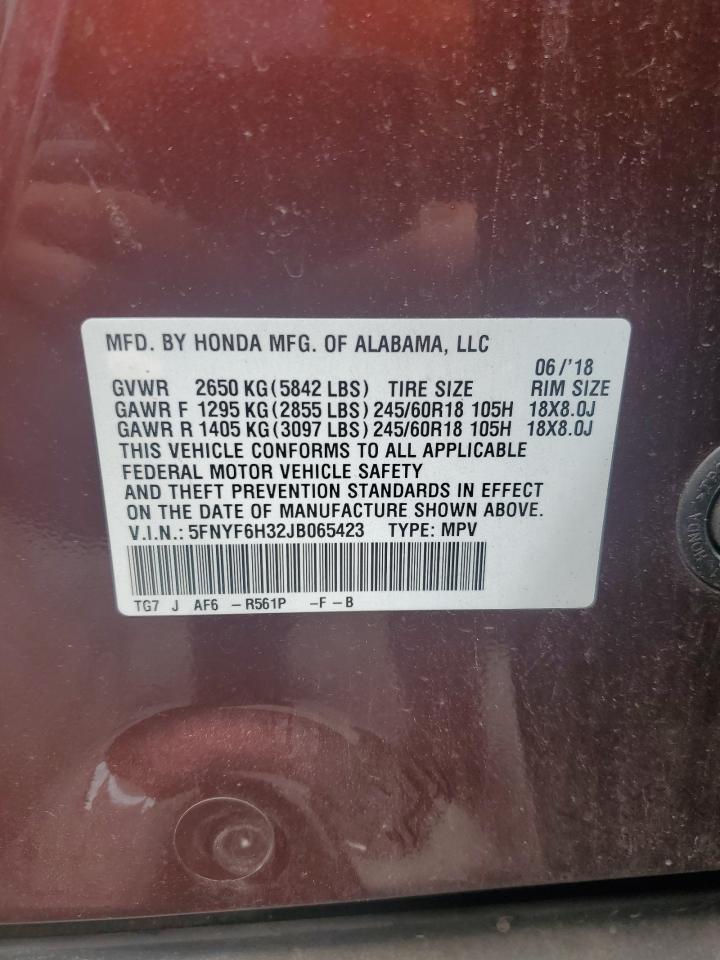 MFD. BY HONDA MFG. OF ALABAMA, LLC
06/'18
GVWR 2650 KG(5842 LBS) TIRE SIZE RIM SIZE
GAWR F 1295 KG(2855 LBS)245/60R18 105H 18X8.0J
GAWR R 1405 KG(3097 LBS)245/60R18 105H 18X8.0J
THIS VEHICLE CONFORMS TO ALL APPLICABLE
FEDERAL MOTOR VEHICLE SAFETY
AND THEFT PREVENTION STANDARDS IN EFFECT
ON THE DATE OF MANUFACTURE SHOWN ABOVE.
V.I.N.: 5FNYF6H32JB065423 TYPE: MPV
TG7 J AF6 -R561P -F-B
HONDA